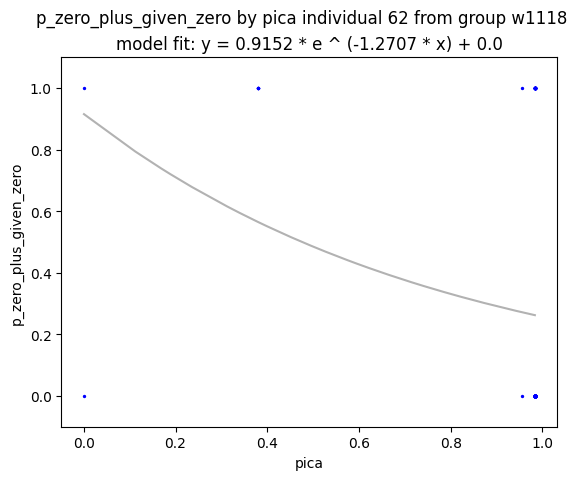 p_zero_plus_given_zero by pica individual 62 from group w1118
model fit: y = 0.9152 * e ^ (-1.2707 * x) + 0.0
1.0
0.8
0.6
0.4
0.2
0.0
p_zero_plus_given_zero
0.0 0.2 0.4 0.6 0.8 1.0
pica